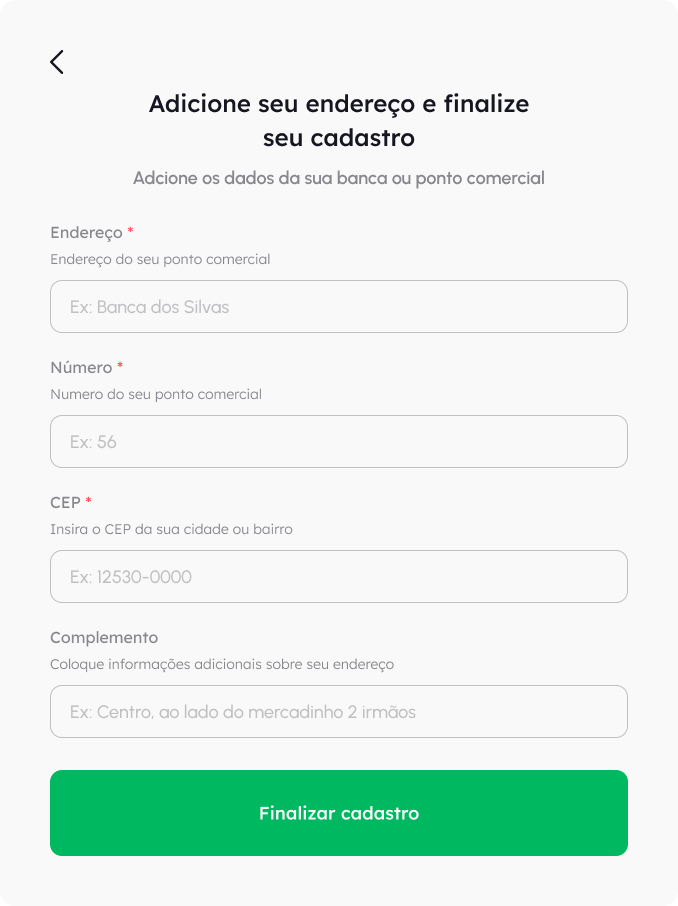 Adicione seu endereço e finalize
seu cadastro
Adcione os dados da sua banca ou ponto comercial
Endereço *
Endereço do seu ponto comercial
Ex: Banca dos Silvas
Número *
Numero do seu ponto comercial
Ex: 56
CEP *
Insira o CEP da sua cidade ou bairro
Ex: 12530-0000
Complemento
Coloque informações adicionais sobre seu endereço
Ex: Centro, ao lado do mercadinho 2 irmãos
Finalizar cadastro